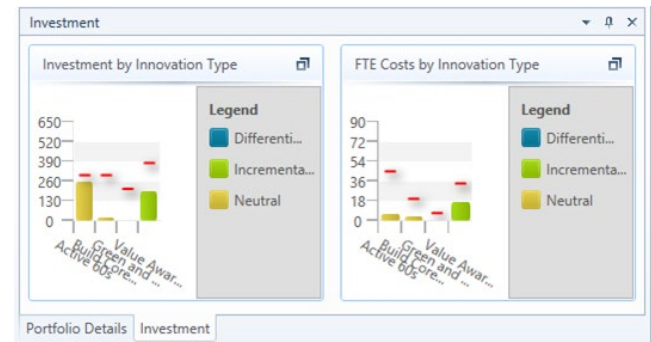 Investment
Investment by Innovation Type
650
520
390
260
130
0
Active 60s
Build Core...
Green and ...
Value Awar...
Legend
Differenti...
Incrementa...
Neutral
FTE Costs by Innovation Type
90
72
54
36
18
0
Active 60s
Build Core...
Green and ...
Value Awar...
Legend
Differenti...
Incrementa...
Neutral
Portfolio Details
Investment